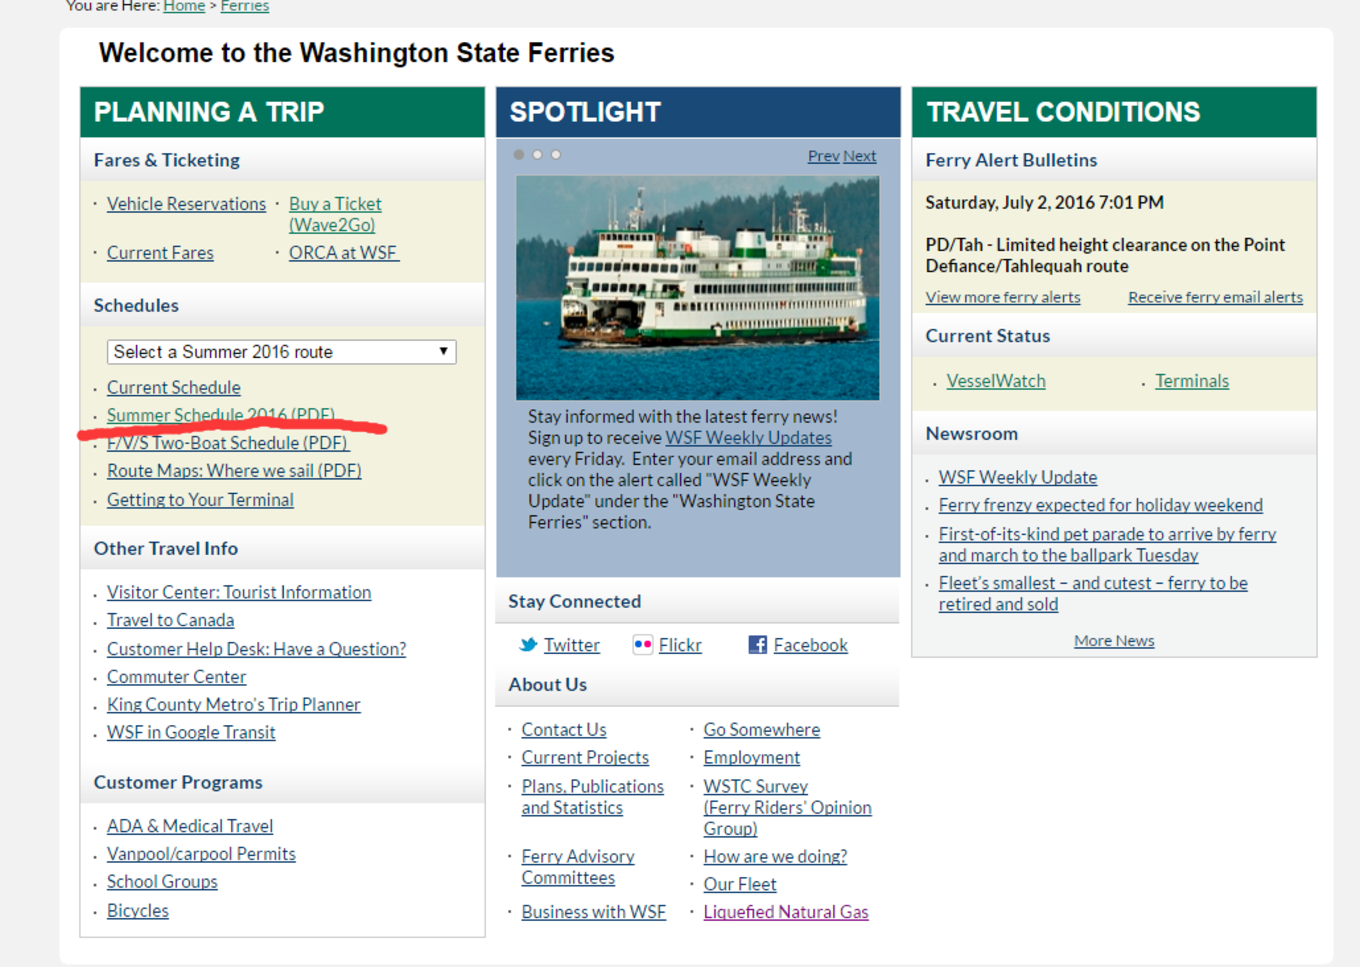 You are Here: Home > Ferries
Welcome to the Washington State Ferries
PLANNING A TRIP
Fares & Ticketing
· Vehicle Reservations
· Buy a Ticket
(Wave2Go)
· Current Fares
· ORCA at WSF
Schedules
Select a Summer 2016 route
· Current Schedule
· Summer Schedule 2016 (PDF)
· F/V/S Two-Boat Schedule (PDF)
· Route Maps: Where we sail (PDF)
· Getting to Your Terminal
Other Travel Info
· Visitor Center: Tourist Information
· Travel to Canada
· Customer Help Desk: Have a Question?
· Commuter Center
· King County Metro's Trip Planner
· WSF in Google Transit
Customer Programs
· ADA & Medical Travel
· Vanpool/carpool Permits
· School Groups
· Bicycles
SPOTLIGHT
Prev Next
Stay informed with the latest ferry news!
Sign up to receive WSF Weekly Updates
every Friday. Enter your email address and
click on the alert called "WSF Weekly
Update" under the "Washington State
Ferries" section.
Stay Connected
Twitter
Flickr
Facebook
About Us
· Contact Us
· Go Somewhere
· Current Projects
· Employment
· Plans, Publications
and Statistics
· WSTC Survey
(Ferry Riders' Opinion
Group)
· Ferry Advisory
Committees
· How are we doing?
· Our Fleet
· Business with WSF
· Liquefied Natural Gas
TRAVEL CONDITIONS
Ferry Alert Bulletins
Saturday, July 2, 2016 7:01 PM
PD/Tah - Limited height clearance on the Point
Defiance/Tahlequah route
View more ferry alerts
Receive ferry email alerts
Current Status
· VesselWatch
· Terminals
Newsroom
· WSF Weekly Update
· Ferry frenzy expected for holiday weekend
· First-of-its-kind pet parade to arrive by ferry
and march to the ballpark Tuesday
· Fleet's smallest – and cutest – ferry to be
retired and sold
More News